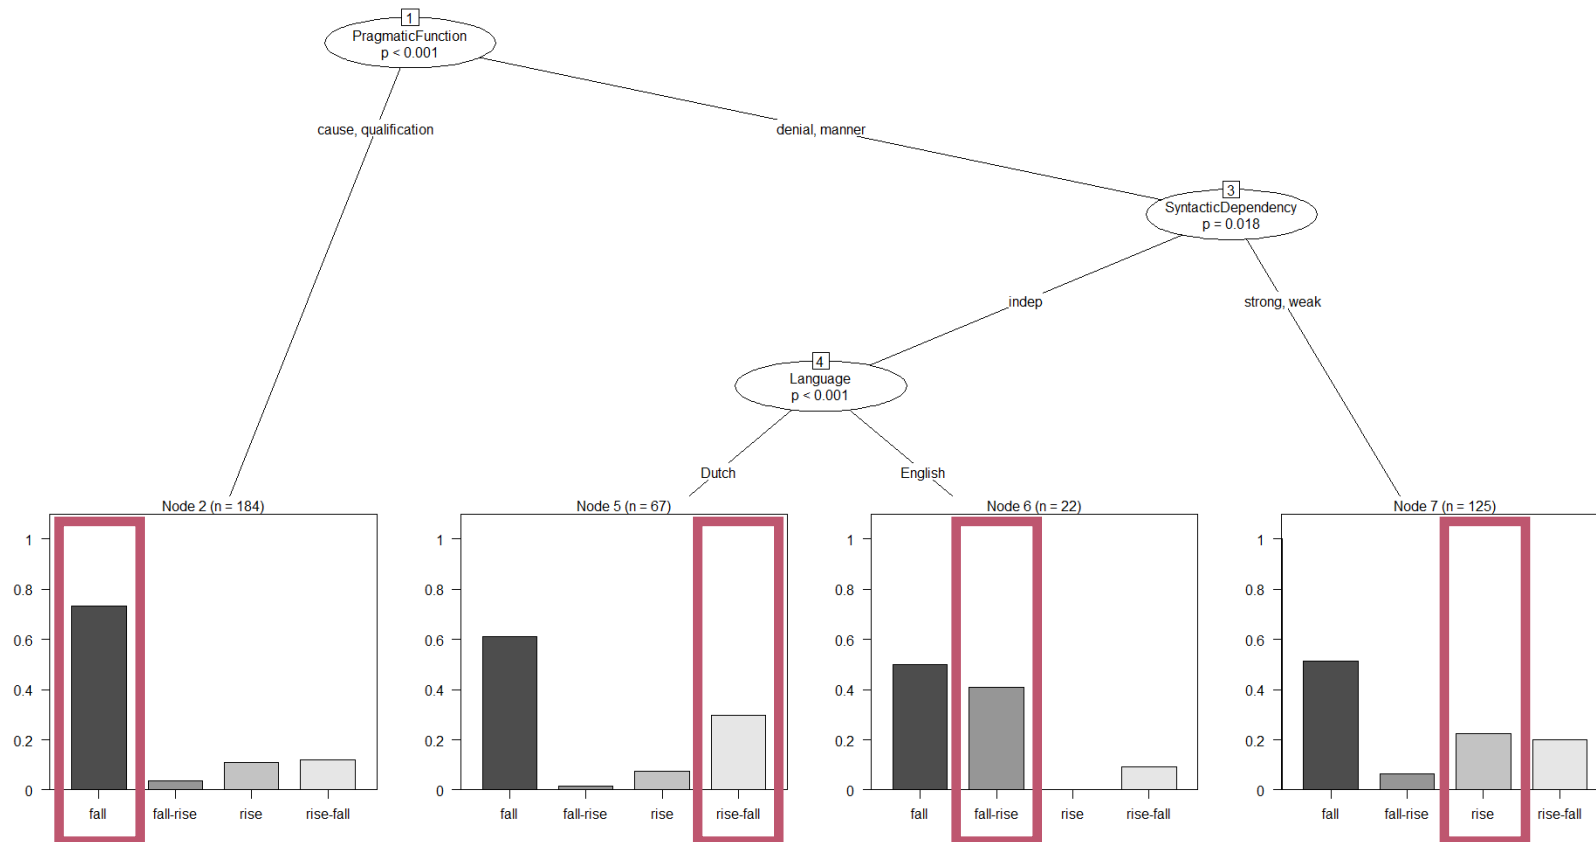 1
PragmaticFunction
p < 0.001
cause, qualification
denial, manner
3
SyntacticDependency
p = 0.018
indep
strong, weak
4
Language
p < 0.001
Dutch
English
Node 2 (n = 184)
1
0.8
0.6
0.4
0.2
0
fall
fall-rise
rise
rise-fall
Node 5 (n = 67)
1
0.8
0.6
0.4
0.2
0
fall
fall-rise
rise
rise-fall
Node 6 (n = 22)
1
0.8
0.6
0.4
0.2
0
fall
fall-rise
rise
rise-fall
Node 7 (n = 125)
1
0.8
0.6
0.4
0.2
0
fall
fall-rise
rise
rise-fall